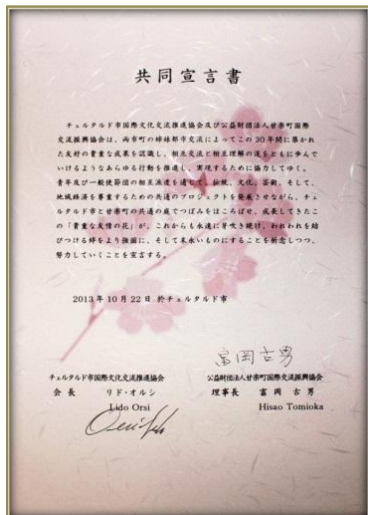 共同宣言書
チェルタルド市国際文化交流推進協会及び公益財団法人甘楽町国際
交流振興協会は、両市町の姉妹都市交流によってこの30年間に築かれ
た友好の貴重な成果を認識し、相互交流と相互理解の道をともに歩んで
いけるようなあらゆる行動を推進し、実現するために協力してゆく。
青年及び一般使節団の相互派遣を通じて、伝統、文化、芸術、そして、
地域経済を尊重するための共通のプロジェクトを発展させながら、チェ
ルタルド市と甘楽町の共通の庭でつぼみをほころばせ、成長してきたこ
の「貴重な友情の花」が、これからも永遠に芽吹き続け、われわれを結
びつける絆をより強固に、そして末永いものにすることを祈念しつつ、
努力していくことを宣言する。
2013年10月22日 於チェルタルド市
富岡古男
チェルタルド市国際文化交流推進協会 公益財団法人甘楽町国際交流振興協会
会長 リド・オルシ 理事長 富岡古男
Lido Orsi Hisao Tomioka